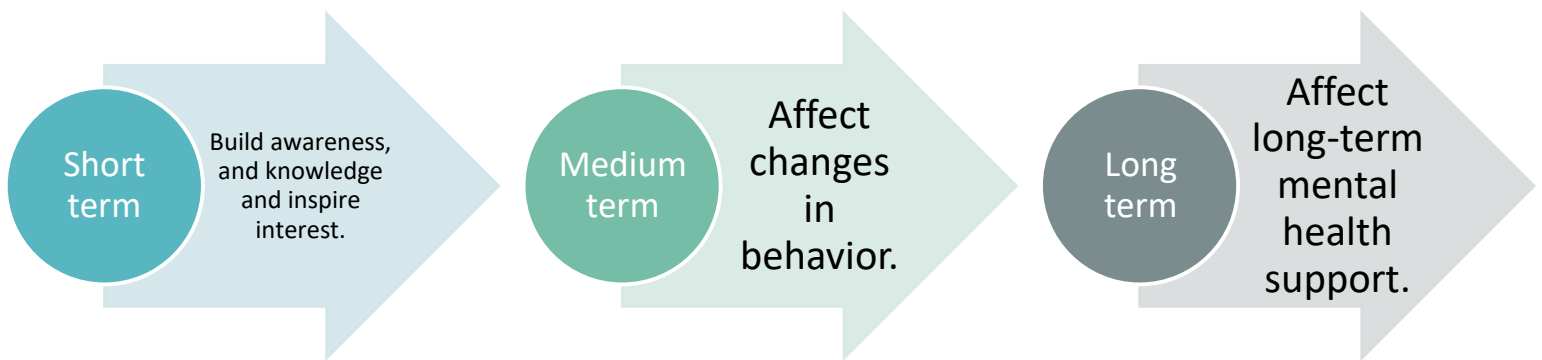 Short
term
Build awareness,
and knowledge
and inspire
interest.
Medium
term
Affect
changes
in
behavior.
Long
term
Affect
long-term
mental
health
support.